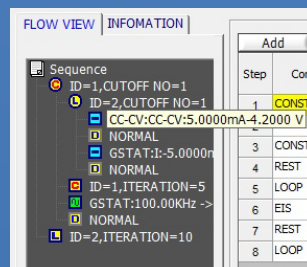 FLOW VIEW INFOMATION
Add
Sequence
ID=1,CUTOFF NO=1
ID=2,CUTOFF NO=1
CC-CV:CC-CV:5.0000mA-4.2000 V
NORMAL
GSTAT:I:-5.0000n
NORMAL
ID=1,ITERATION=5
GSTAT:100.00KHz ->
NORMAL
ID=2,ITERATION=10
Step Con
1 CONST
3 CONST
4 REST
5 LOOP
6 EIS
7 REST
8 LOOP